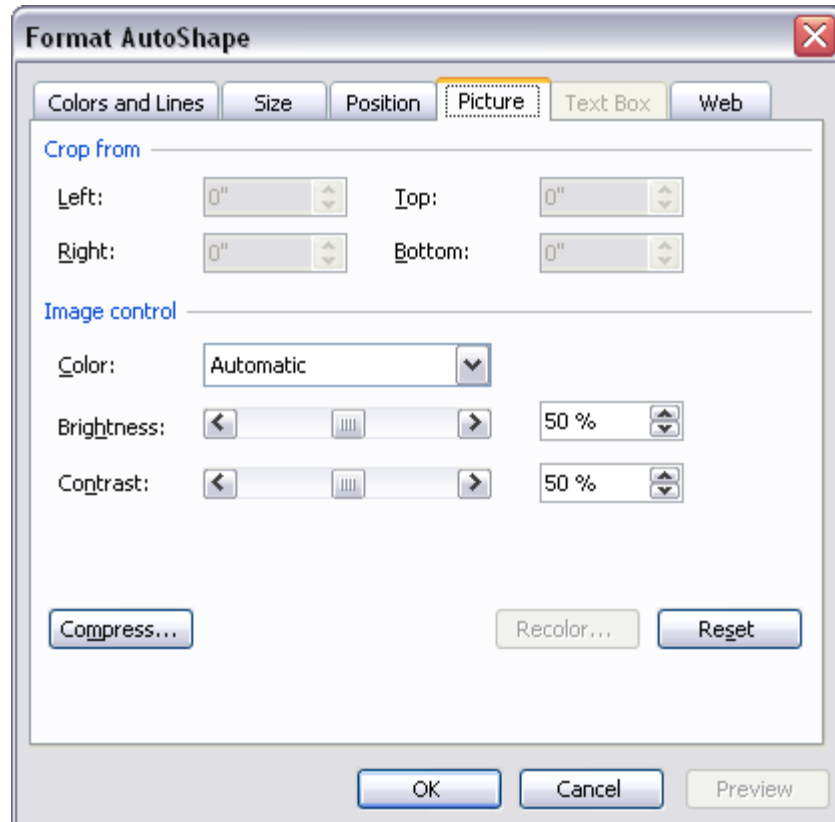 Format AutoShape
Colors and Lines Size Position Picture Text Box Web
Crop from
Left: 0" Top: 0"
Right: 0" Bottom: 0"
Image control
Color: Automatic
Brightness: 50 %
Contrast: 50 %
Compress... Recolor... Reset
OK Cancel Preview